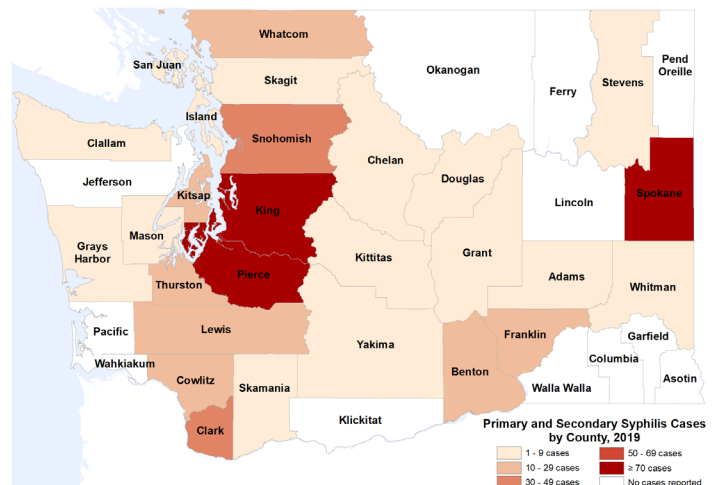 Whatcom
San Juan
Skagit
Okanogan
Ferry
Stevens
Pend
Oreille
Island
Clallam
Snohomish
Chelan
Douglas
Jefferson
Kitsap
King
Lincoln
Spokane
Mason
Grays
Harbor
Kittitas
Grant
Pierce
Thurston
Adams
Whitman
Pacific
Lewis
Yakima
Franklin
Garfield
Wahkiakum
Columbia
Cowlitz
Skamania
Benton
Walla Walla
Asotin
Klickitat
Clark
Primary and Secondary Syphilis Cases
by County, 2019
1 - 9 cases
50 - 69 cases
10 - 29 cases
≥ 70 cases
30 - 49 cases
No cases reported